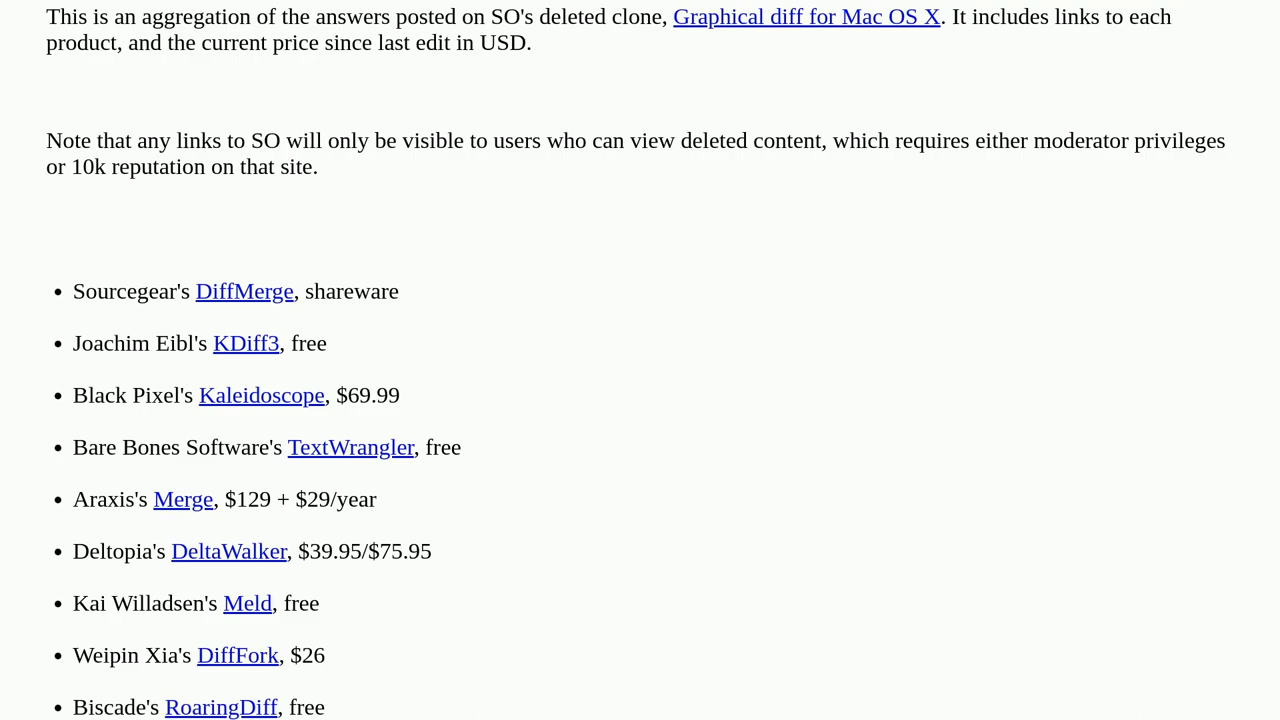 This is an aggregation of the answers posted on SO's deleted clone, Graphical diff for Mac OS X. It includes links to each
product, and the current price since last edit in USD.
Note that any links to SO will only be visible to users who can view deleted content, which requires either moderator privileges
or 10k reputation on that site.
• Sourcegear's DiffMerge, shareware
• Joachim Eibl's KDiff3, free
• Black Pixel's Kaleidoscope, $69.99
• Bare Bones Software's TextWrangler, free
• Araxis's Merge, $129 + $29/year
• Deltopia's DeltaWalker, $39.95/$75.95
• Kai Willadsen's Meld, free
• Weipin Xia's DiffFork, $26
• Biscade's RoaringDiff, free